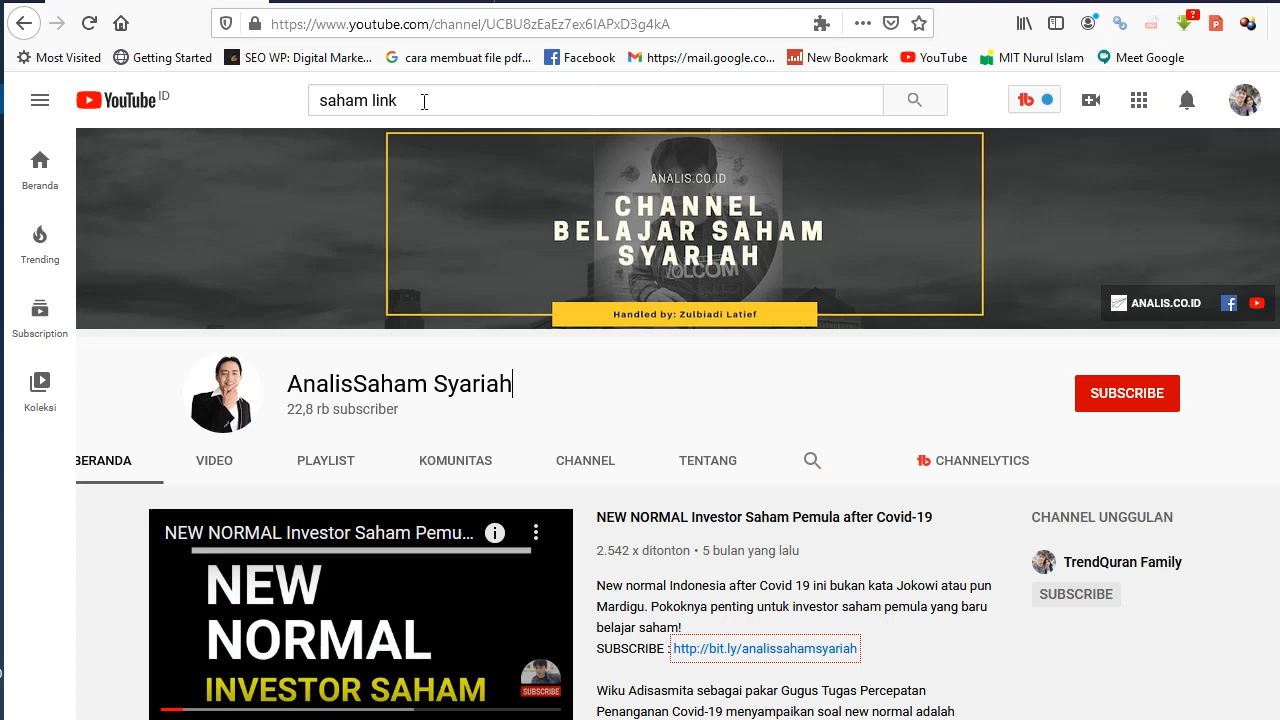 https://www.youtube.com/channel/UCBU8zEaEz7ex6IAPxD3g4kA
Most Visited Getting Started SEO WP: Digital Marke... cara membuat file pdf... Facebook https://mail.google.co... New Bookmark YouTube MIT Nurul Islam Meet Google
YouTube ID
saham link
Beranda
Trending
Subscription
Koleksi
ANALIS.CO.ID
CHANNEL
BELAJAR SAHAM
SYARIAH
Handled by: Zulbiadi Latief
ANALIS.CO.ID
AnalisSaham Syariah
22,8 rb subscriber
SUBSCRIBE
BERANDA VIDEO PLAYLIST KOMUNITAS CHANNEL TENTANG CHANNELYTICS
NEW NORMAL Investor Saham Pemu...
NEW
NORMAL
INVESTOR SAHAM
SUBSCRIBE
NEW NORMAL Investor Saham Pemula after Covid-19
2.542 x ditonton • 5 bulan yang lalu
New normal Indonesia after Covid 19 ini bukan kata Jokowi atau pun
Mardigu. Pokoknya penting untuk investor saham pemula yang baru
belajar saham!
SUBSCRIBE : http://bit.ly/analissahamsyariah
Wiku Adisasmita sebagai pakar Gugus Tugas Percepatan
Penanganan Covid-19 menyampaikan soal new normal adalah
CHANNEL UNGGULAN
TrendQuran Family
SUBSCRIBE